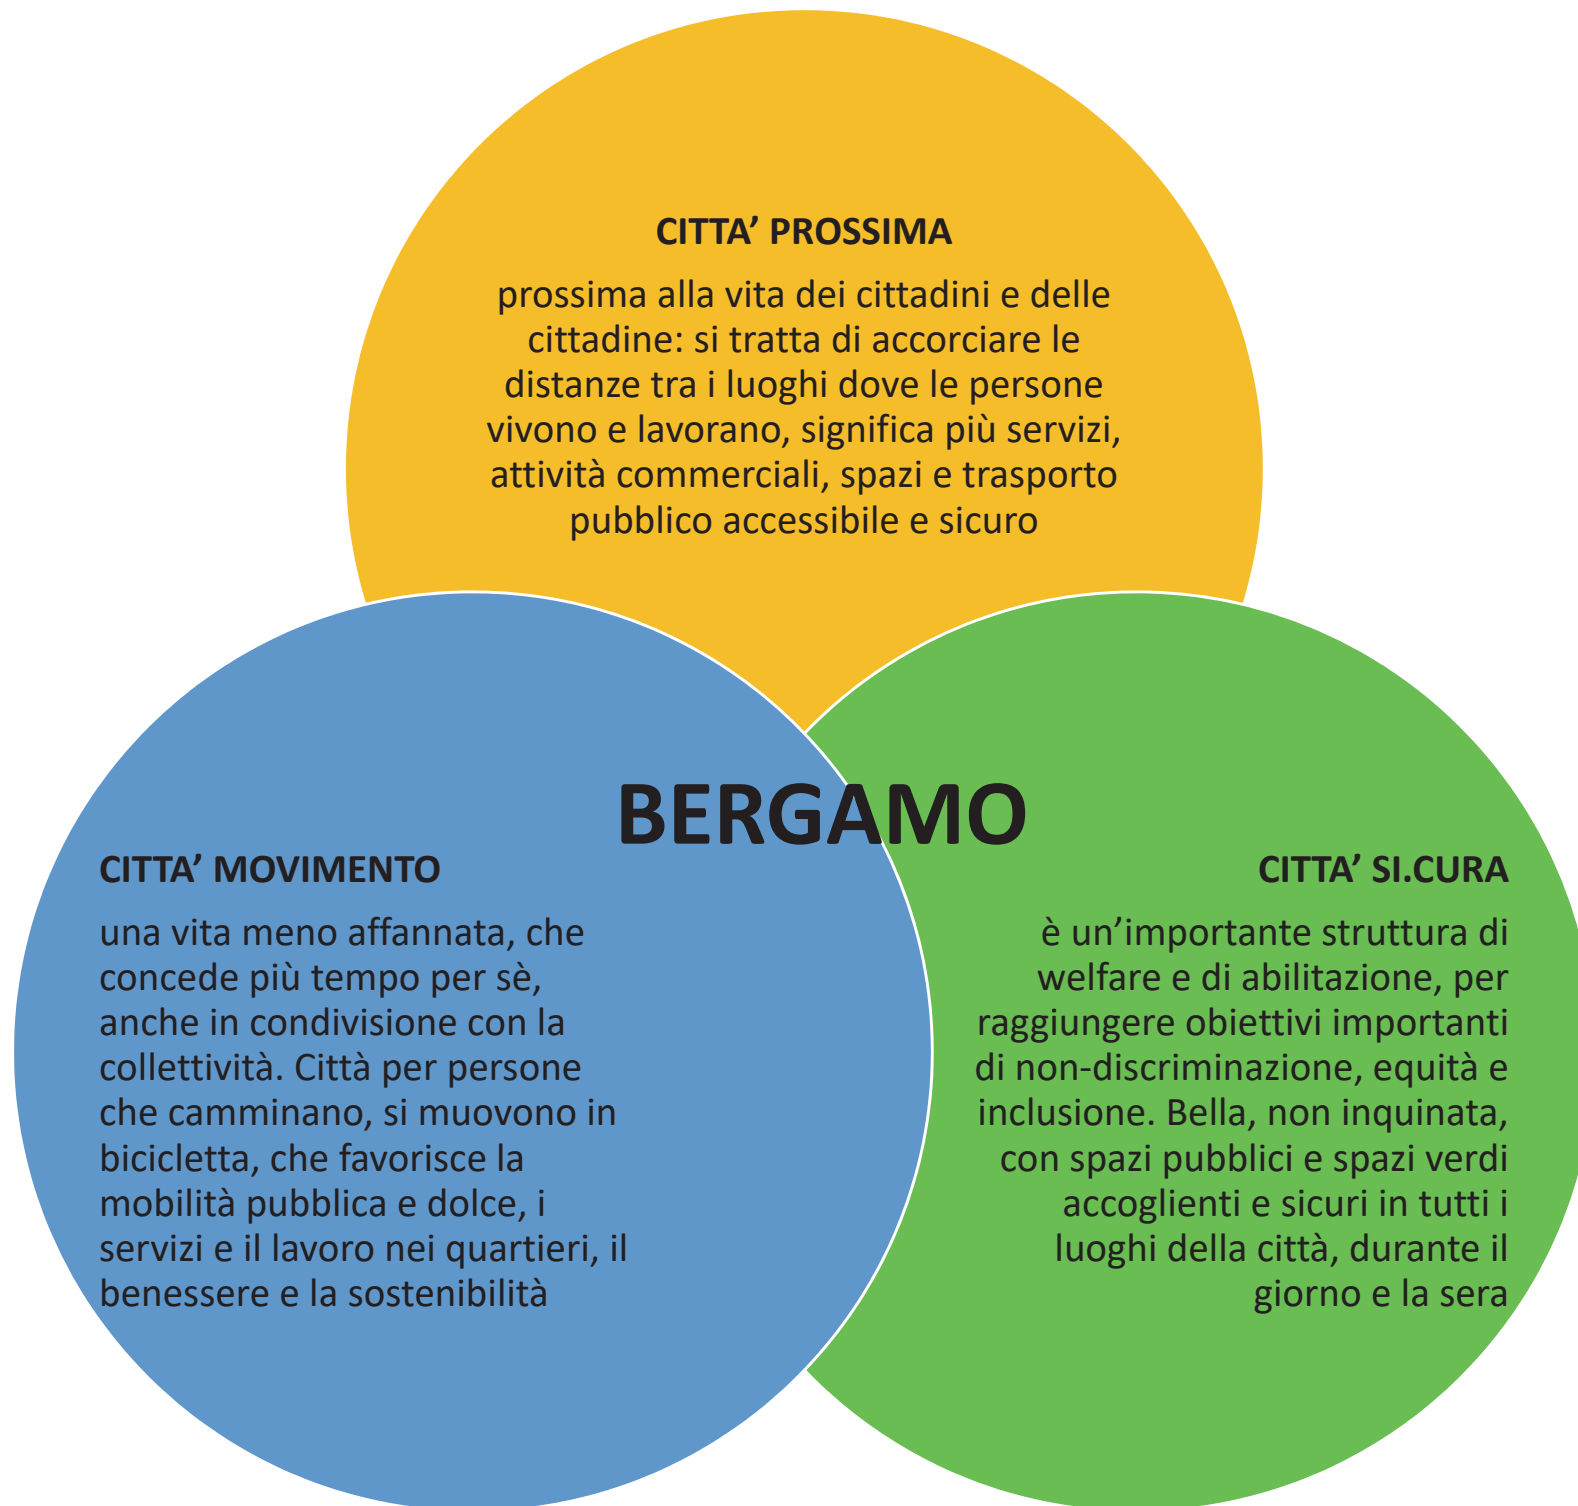 CITTA’ PROSSIMA
prossima alla vita dei cittadini e delle
cittadine: si tratta di accorciare le
distanze tra i luoghi dove le persone
vivono e lavorano, significa più servizi,
attività commerciali, spazi e trasporto
pubblico accessibile e sicuro
BERGAMO
CITTA’ MOVIMENTO
una vita meno affannata, che
concede più tempo per sè,
anche in condivisione con la
collettività. Città per persone
che camminano, si muovono in
bicicletta, che favorisce la
mobilità pubblica e dolce, i
servizi e il lavoro nei quartieri, il
benessere e la sostenibilità
CITTA’ SI.CURA
è un’importante struttura di
welfare e di abilitazione, per
raggiungere obiettivi importanti
di non-discriminazione, equità e
inclusione. Bella, non inquinata,
con spazi pubblici e spazi verdi
accoglienti e sicuri in tutti i
luoghi della città, durante il
giorno e la sera